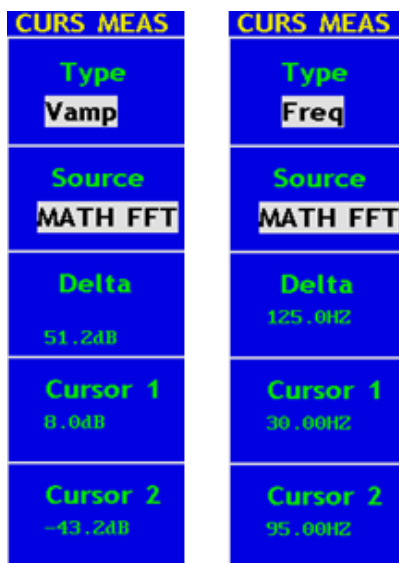 CURS MEAS
Type
Vamp
Source
MATH FFT
Delta
51.2dB
Cursor 1
8.0dB
Cursor 2
-43.2dB
CURS MEAS
Type
Freq
Source
MATH FFT
Delta
125.0HZ
Cursor 1
30.00HZ
Cursor 2
95.00HZ